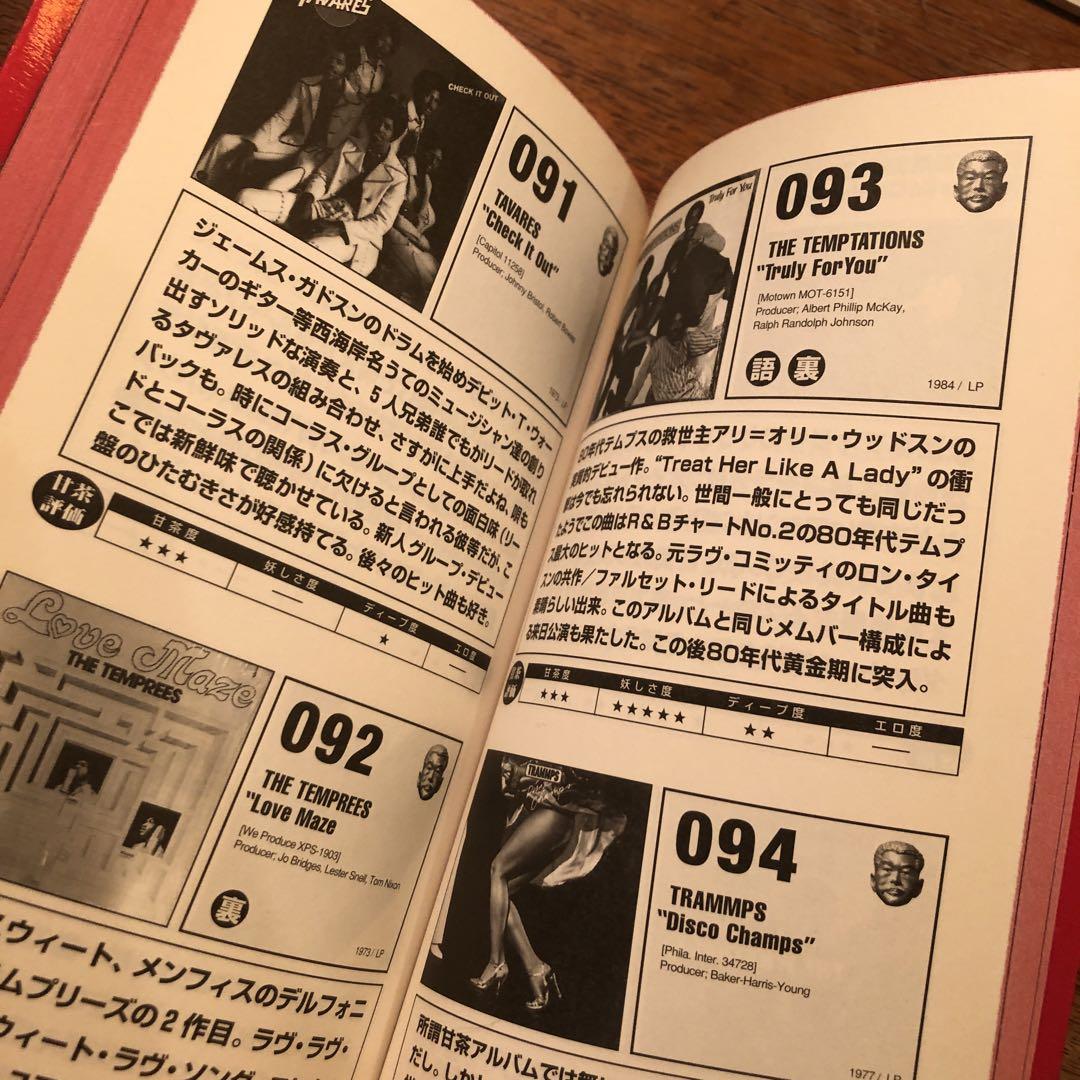 TAVARES
CHECK IT OUT
091
TAVARES
"Check It Out"
[Capitol 11258]
Producer; Johnny Bristol, Robert Bowles
1973/ LP
ジェームス・ガドスンのドラムを始めデビット・T・ウォー
カーのギター等西海岸名うてのミュージシャン達の創り
出すソリッドな演奏と、5人兄弟誰でもがリードが取れ
るタヴァレスの組み合わせ、さすがに上手だよね、唄も
バックも。時にコーラス・グループとしての面白味(リー
ドとコーラスの関係)に欠けると言われる彼等だが、こ
こでは新鮮味で聴かせている。新人グループ・デビュー
盤のひたむきさが好感持てる。後々のヒット曲も好き。
甘茶
評価
甘茶度
妖しさ度
ディープ度
エロ度
★★★
—
★
—
Love Maze
THE TEMPREES
092
THE TEMPREES
"Love Maze
[We Produce XPS-1903]
Producer; Jo Bridges, Lester Snell, Tom Nixon
裏
1973/ LP
スウィート、メンフィスのデルフォニ
ムプリーズの2作目。ラヴ・ラヴ・
ウィート・ラヴ・ソング
Truly For You
093
THE TEMPTATIONS
"Truly ForYou"
[Motown MOT-6151]
Producer; Albert Phillip McKay,
Ralph Randolph Johnson
語 裏
1984/ LP
80年代テムプスの救世主アリ=オリー・ウッドスンの
実質的デビュー作。“Treat Her Like A Lady”の衝
撃は今でも忘れられない。世間一般にとっても同じだっ
たようでこの曲はR&BチャートNo.2の80年代テムプ
ス最大のヒットとなる。元ラヴ・コミッティのロン・タイ
スンの共作/ファルセット・リードによるタイトル曲も
素晴らしい出来。このアルバムと同じメムバー構成によ
る来日公演も果たした。この後80年代黄金期に突入。
甘茶
評価
甘茶度
妖しさ度
ディープ度
エロ度
★★★
★★★★★
★★
—
TRAMMPS
094
TRAMMPS
"Disco Champs"
[Phila. Inter. 34728]
Producer; Baker-Harris-Young
1977/ LP
所謂甘茶アルバムでは無
だし。しかし